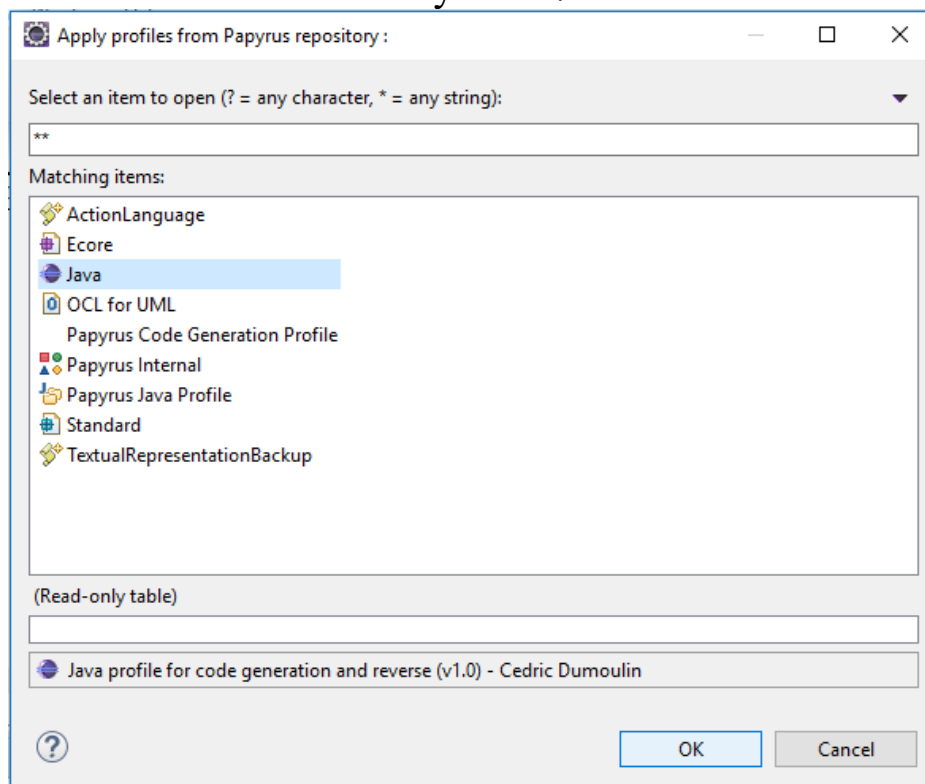 Apply profiles from Papyrus repository :
Select an item to open (? = any character, * = any string):
**
Matching items:
ActionLanguage
Ecore
Java
OCL for UML
Papyrus Code Generation Profile
Papyrus Internal
Papyrus Java Profile
Standard
TextualRepresentationBackup
(Read-only table)
Java profile for code generation and reverse (v1.0) - Cedric Dumoulin
OK
Cancel